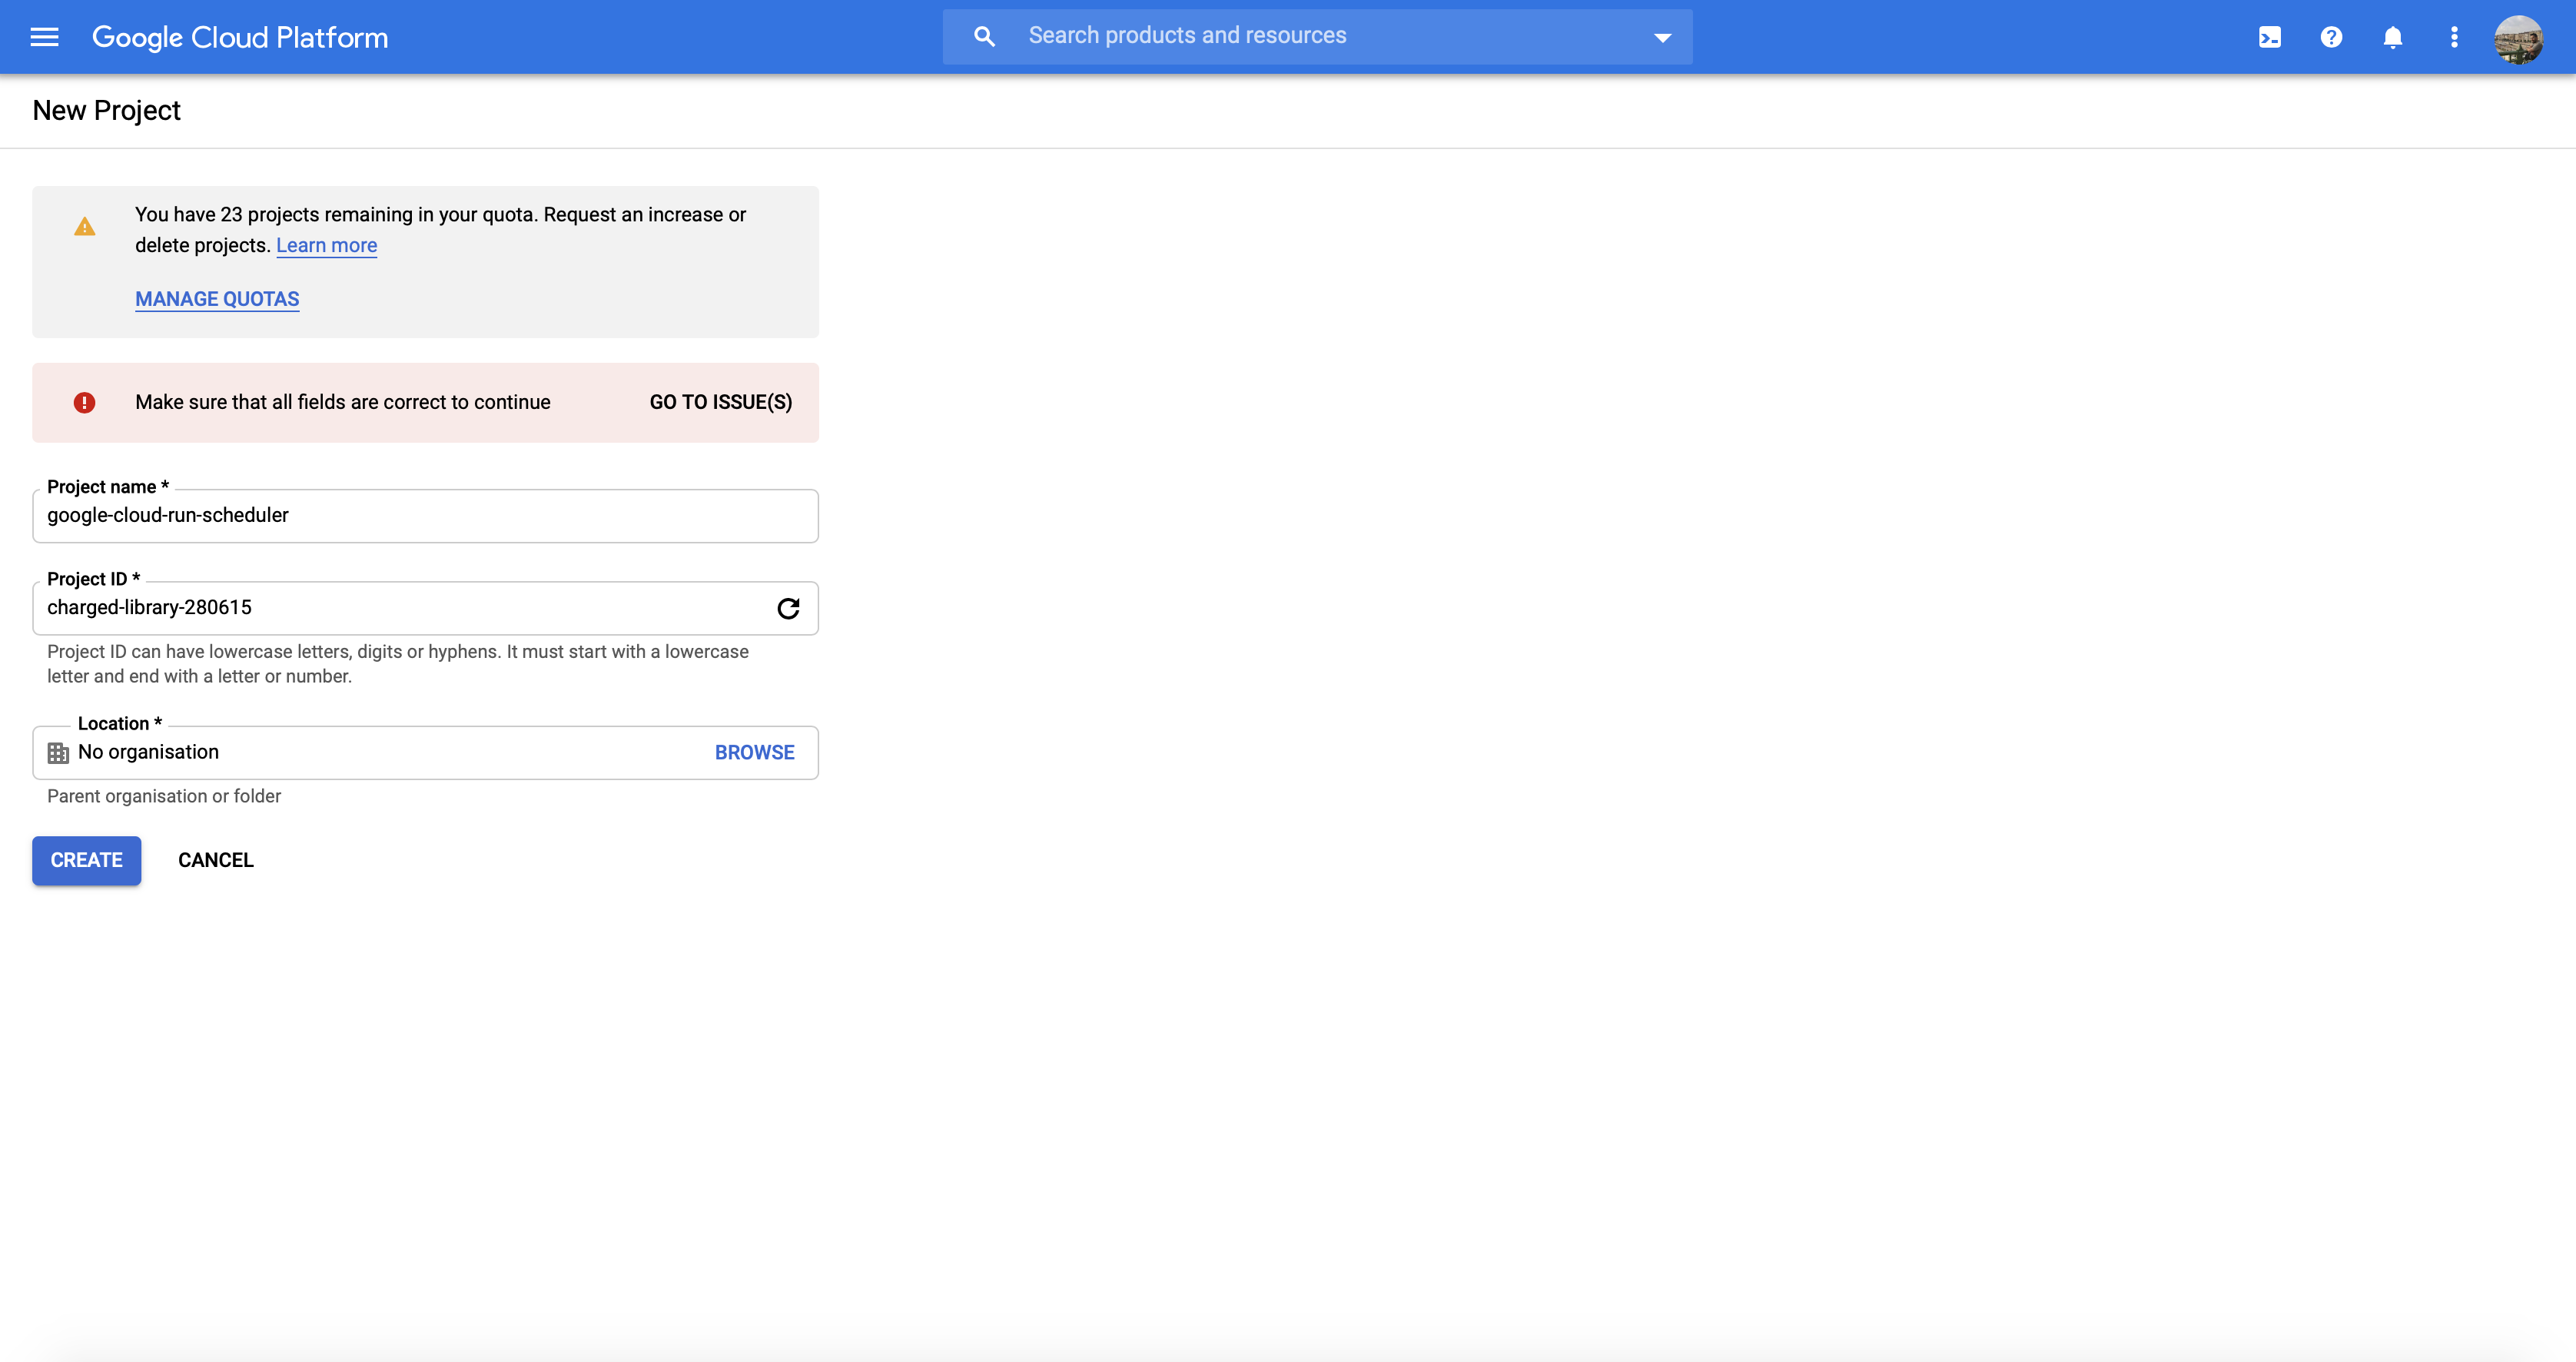 Google Cloud Platform
Search products and resources
New Project
You have 23 projects remaining in your quota. Request an increase or
delete projects. Learn more
MANAGE QUOTAS
Make sure that all fields are correct to continue
GO TO ISSUE(S)
Project name *
google-cloud-run-scheduler
Project ID *
charged-library-280615
Project ID can have lowercase letters, digits or hyphens. It must start with a lowercase
letter and end with a letter or number.
Location *
No organisation
BROWSE
Parent organisation or folder
CREATE
CANCEL